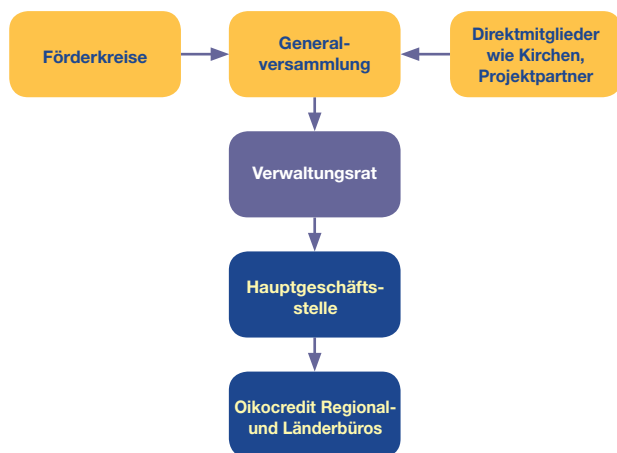 Förderkreise
General-
versammlung
Direktmitglieder
wie Kirchen,
Projektpartner
Verwaltungsrat
Hauptgeschäfts-
stelle
Oikocredit Regional-
und Länderbüros